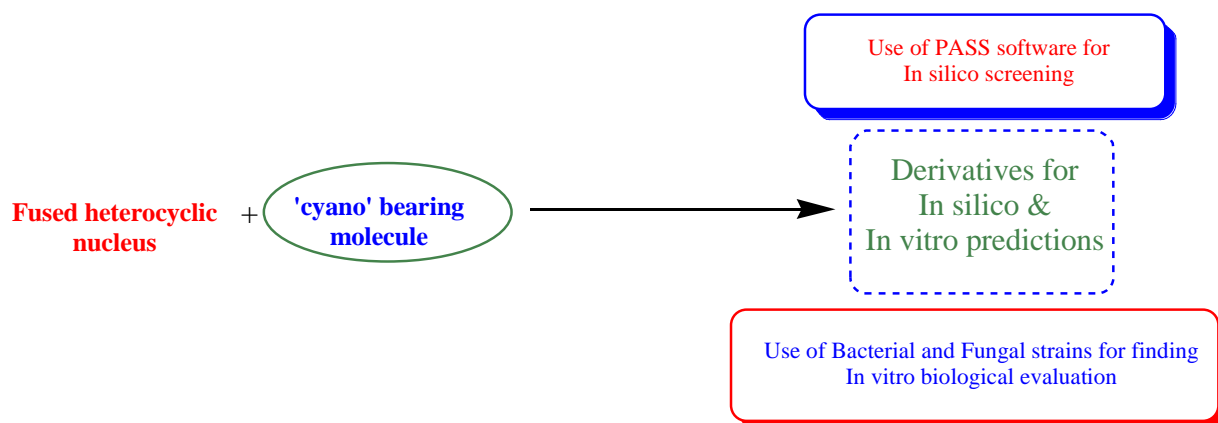 Fused heterocyclic
nucleus
+
'cyano' bearing
molecule
Use of PASS software for
In silico screening
Derivatives for
In silico &
In vitro predictions
Use of Bacterial and Fungal strains for finding
In vitro biological evaluation